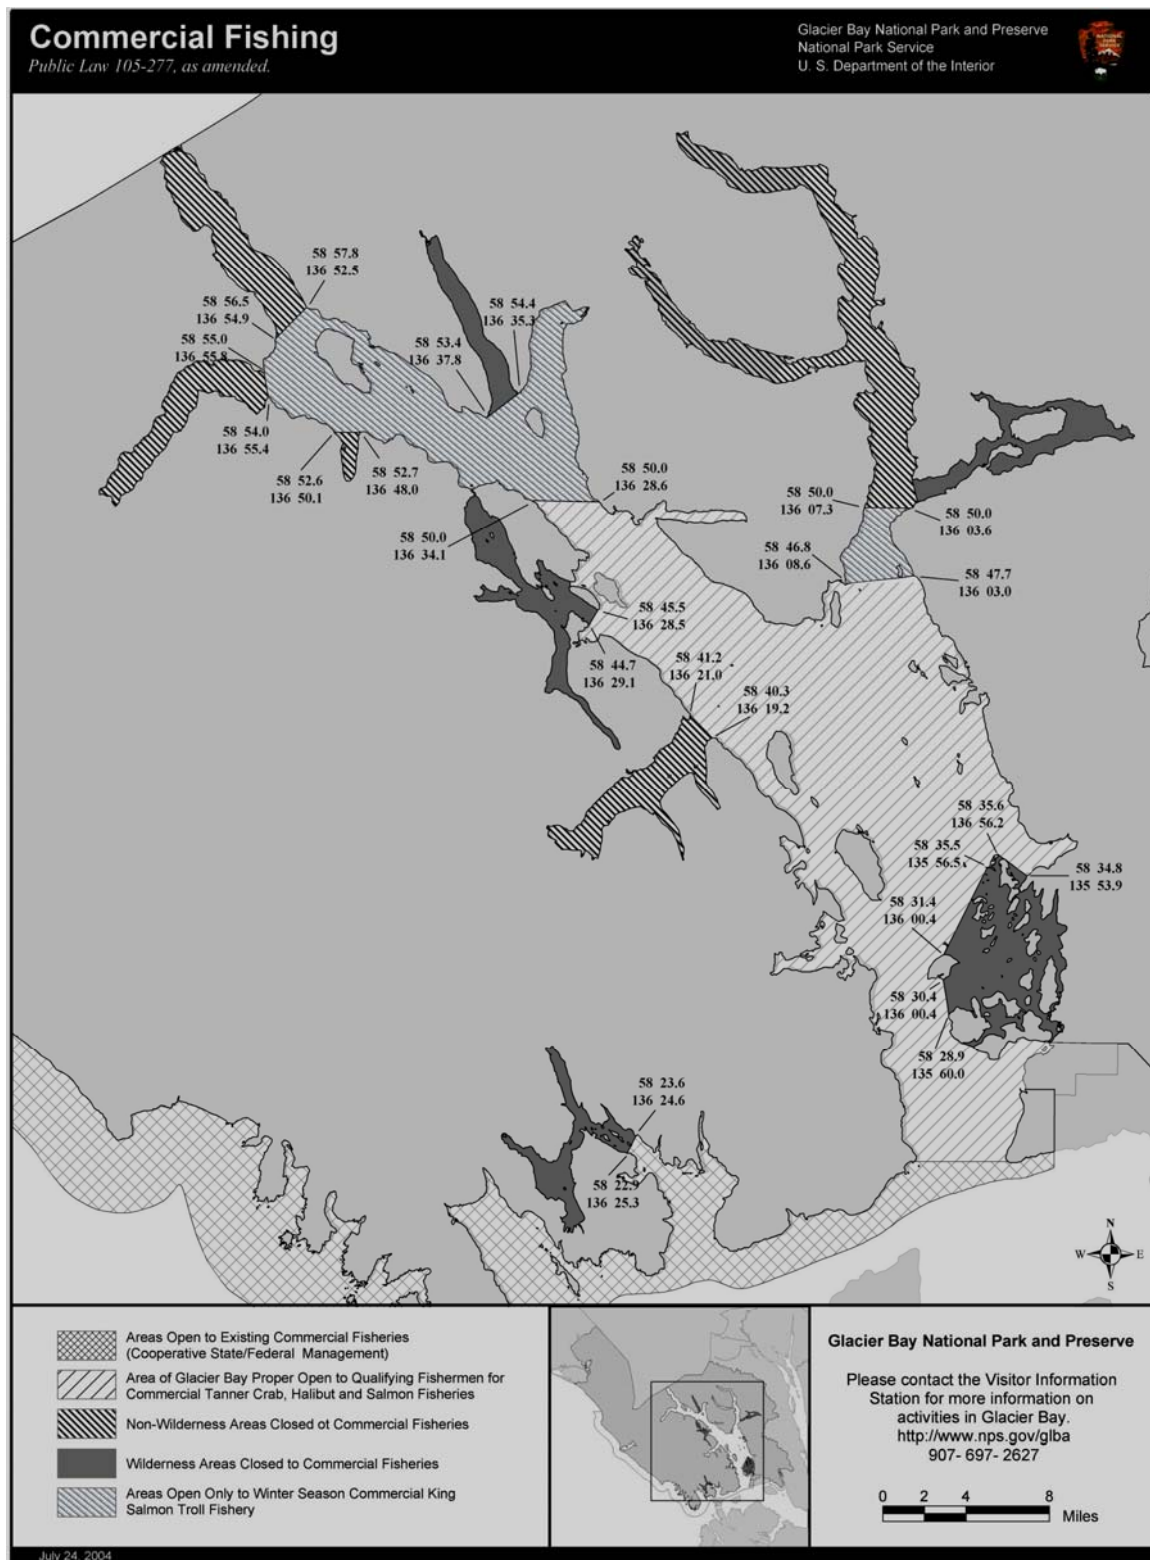 Commercial Fishing
Public Law 105-277, as amended.
Glacier Bay National Park and Preserve
National Park Service
U. S. Department of the Interior
NATIONAL
PARK
SERVICE
58 57.8
136 52.5
58 56.5
136 54.9
58 55.0
136 55.8
58 54.4
136 35.3
58 53.4
136 37.8
58 54.0
136 55.4
58 52.6
136 50.1
58 52.7
136 48.0
58 50.0
136 28.6
58 50.0
136 34.1
58 50.0
136 07.3
58 50.0
136 03.6
58 46.8
136 08.6
58 47.7
136 03.0
58 45.5
136 28.5
58 44.7
136 29.1
58 41.2
136 21.0
58 40.3
136 19.2
58 35.6
136 56.2
58 35.5
135 56.5
58 34.8
135 53.9
58 31.4
136 00.4
58 30.4
136 00.4
58 28.9
135 60.0
58 23.6
136 24.6
58 22.9
136 25.3
N
W E
S
Areas Open to Existing Commercial Fisheries
(Cooperative State/Federal Management)
Area of Glacier Bay Proper Open to Qualifying Fishermen for
Commercial Tanner Crab, Halibut and Salmon Fisheries
Non-Wilderness Areas Closed ot Commercial Fisheries
Wilderness Areas Closed to Commercial Fisheries
Areas Open Only to Winter Season Commercial King
Salmon Troll Fishery
Glacier Bay National Park and Preserve
Please contact the Visitor Information
Station for more information on
activities in Glacier Bay.
http://www.nps.gov/glba
907- 697- 2627
0 2 4 8
Miles
July 24, 2004